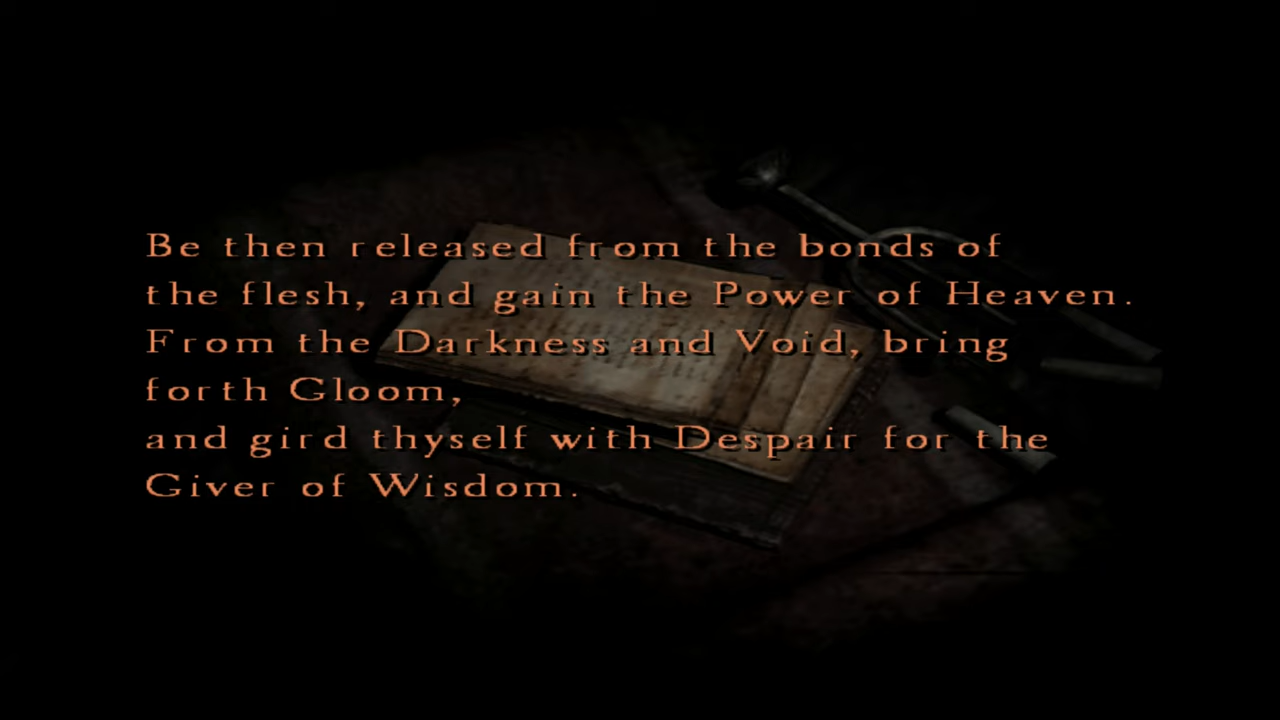 Be then released from the bonds of
the flesh, and gain the Power of Heaven.
From the Darkness and Void, bring
forth Gloom,
and gird thyself with Despair for the
Giver of Wisdom.